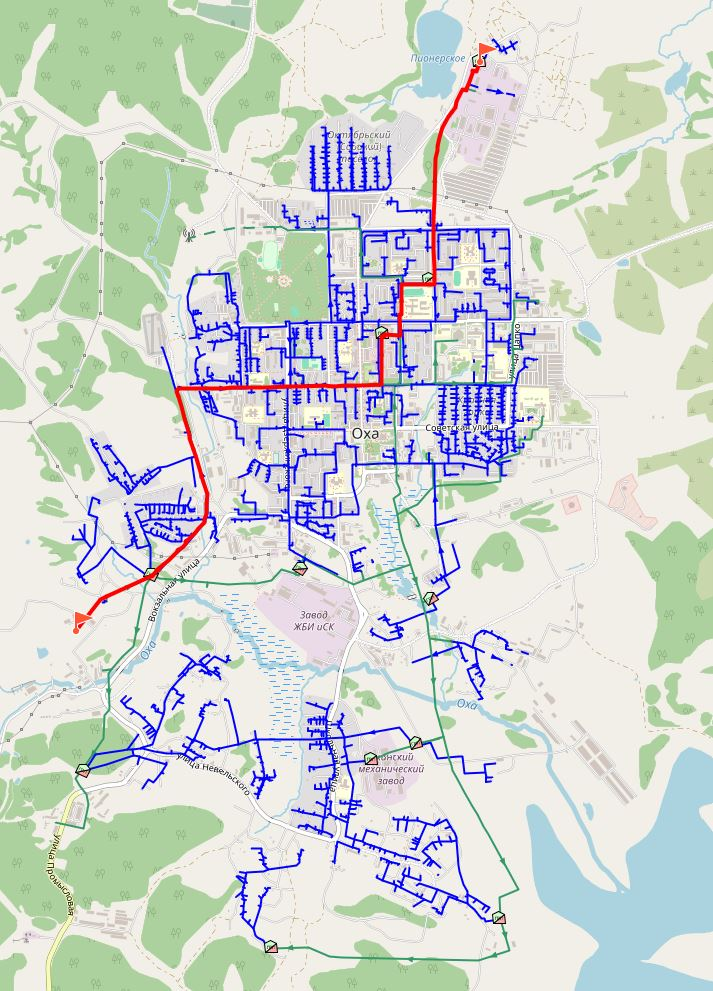 Пионерское
Октябрьский
улица Цапко
Оха
Советская улица
Вокзальная улица
Завод
ЖБИ иСК
Оха
Оха
механический
завод
улица Невельского
Улица Промысловая